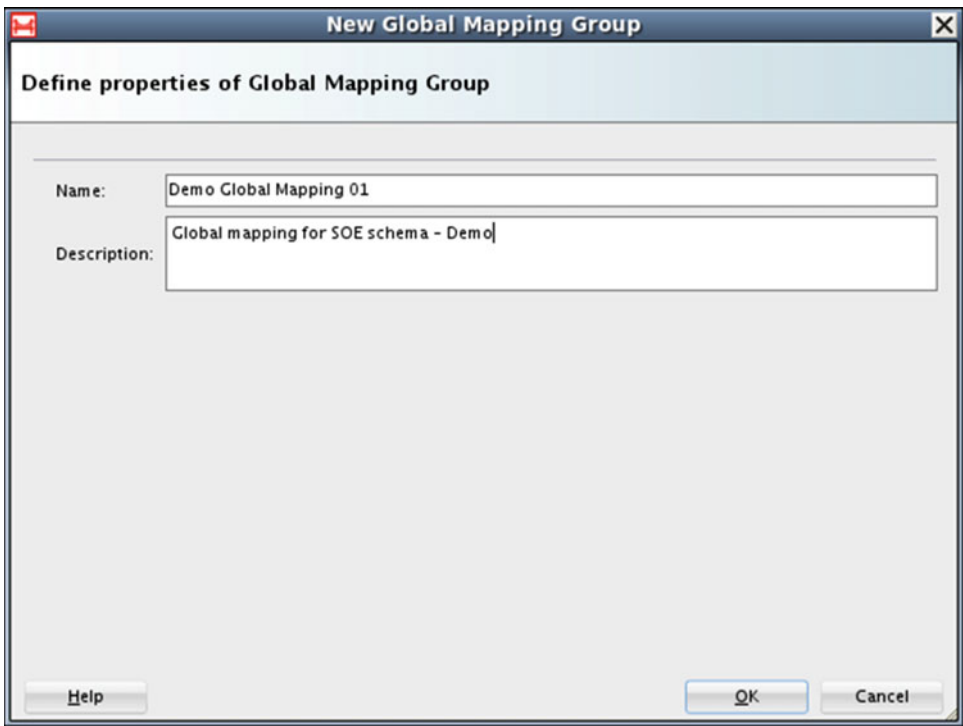 New Global Mapping Group
Define properties of Global Mapping Group
Name:
Demo Global Mapping 01
Description:
Global mapping for SOE schema - Demo
Help
OK
Cancel